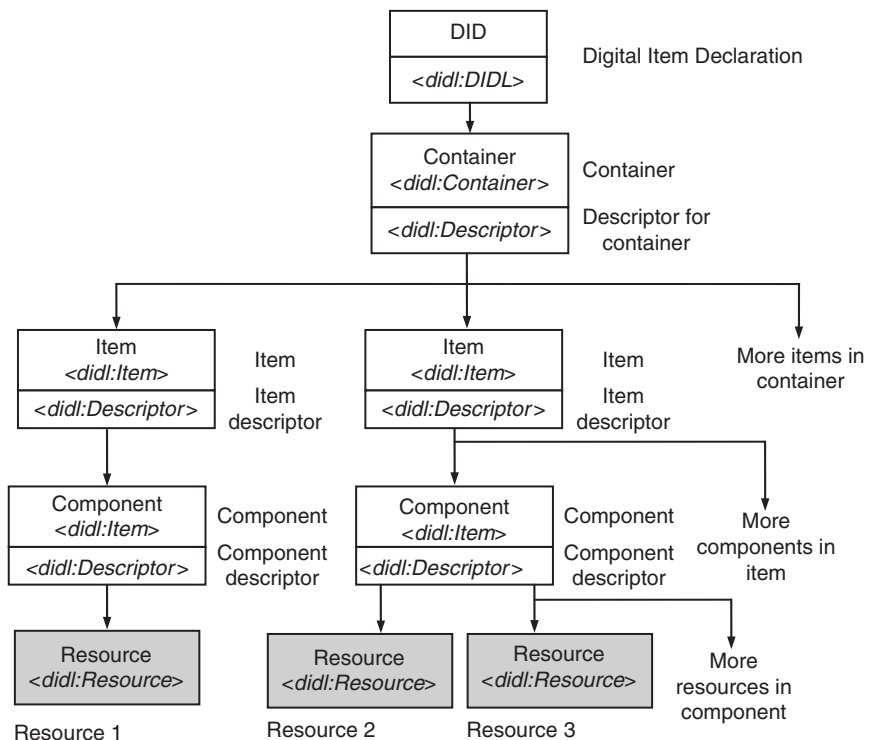 DID
<didl:DIDL>
Digital Item Declaration
Container
<didl:Container>
Container
<didl:Descriptor>
Descriptor for
container
Item
<didl:Item>
Item
<didl:Descriptor>
Item
descriptor
Item
<didl:Item>
Item
<didl:Descriptor>
Item
descriptor
More items in
container
Component
<didl:Item>
Component
<didl:Descriptor>
Component
descriptor
Component
<didl:Item>
Component
<didl:Descriptor>
Component
descriptor
More
components in
item
Resource
<didl:Resource>
Resource 1
Resource
<didl:Resource>
Resource 2
Resource
<didl:Resource>
Resource 3
More
resources in
component